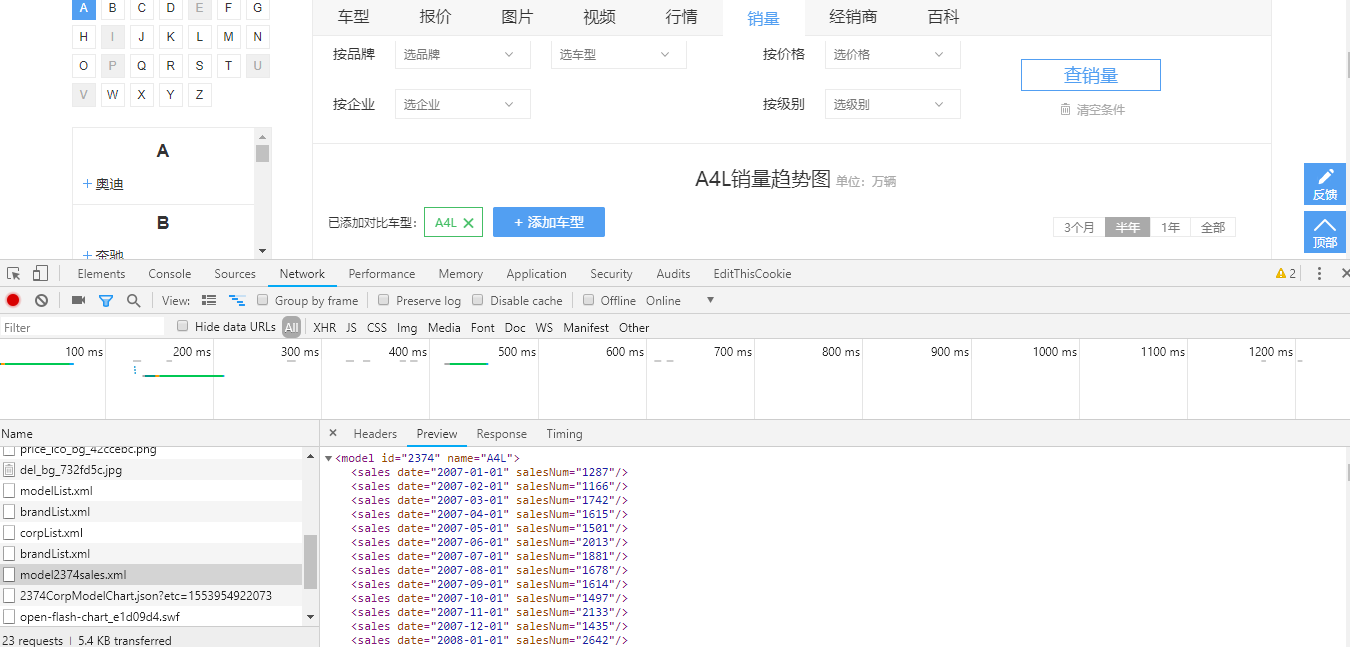 A B C D E F G
H I J K L M N
O P Q R S T U
V W X Y Z
A
+ 奥迪
B
+ 奔驰
车型 报价 图片 视频 行情 销量 经销商 百科
按品牌 选品牌 选车型 按价格 选价格
查销量
按企业 选企业 按级别 选级别
清空条件
A4L销量趋势图 单位：万辆
已添加对比车型： A4L × + 添加车型 3个月 半年 1年 全部
反馈
顶部
Elements Console Sources Network Performance Memory Application Security Audits EditThisCookie 2
View: Group by frame Preserve log Disable cache Offline Online
Filter Hide data URLs All XHR JS CSS Img Media Font Doc WS Manifest Other
100 ms 200 ms 300 ms 400 ms 500 ms 600 ms 700 ms 800 ms 900 ms 1000 ms 1100 ms 1200 ms
Name
price_ico_bg_42ccebc.png
del_bg_732fd5c.jpg
modelList.xml
brandList.xml
corpList.xml
brandList.xml
model2374sales.xml
2374CorpModelChart.json?etc=1553954922073
open-flash-chart_e1d09d4.swf
23 requests | 5.4 KB transferred
× Headers Preview Response Timing
<model id="2374" name="A4L">
<sales date="2007-01-01" salesNum="1287"/>
<sales date="2007-02-01" salesNum="1166"/>
<sales date="2007-03-01" salesNum="1742"/>
<sales date="2007-04-01" salesNum="1615"/>
<sales date="2007-05-01" salesNum="1501"/>
<sales date="2007-06-01" salesNum="2013"/>
<sales date="2007-07-01" salesNum="1881"/>
<sales date="2007-08-01" salesNum="1678"/>
<sales date="2007-09-01" salesNum="1614"/>
<sales date="2007-10-01" salesNum="1497"/>
<sales date="2007-11-01" salesNum="2133"/>
<sales date="2007-12-01" salesNum="1435"/>
<sales date="2008-01-01" salesNum="2642"/>